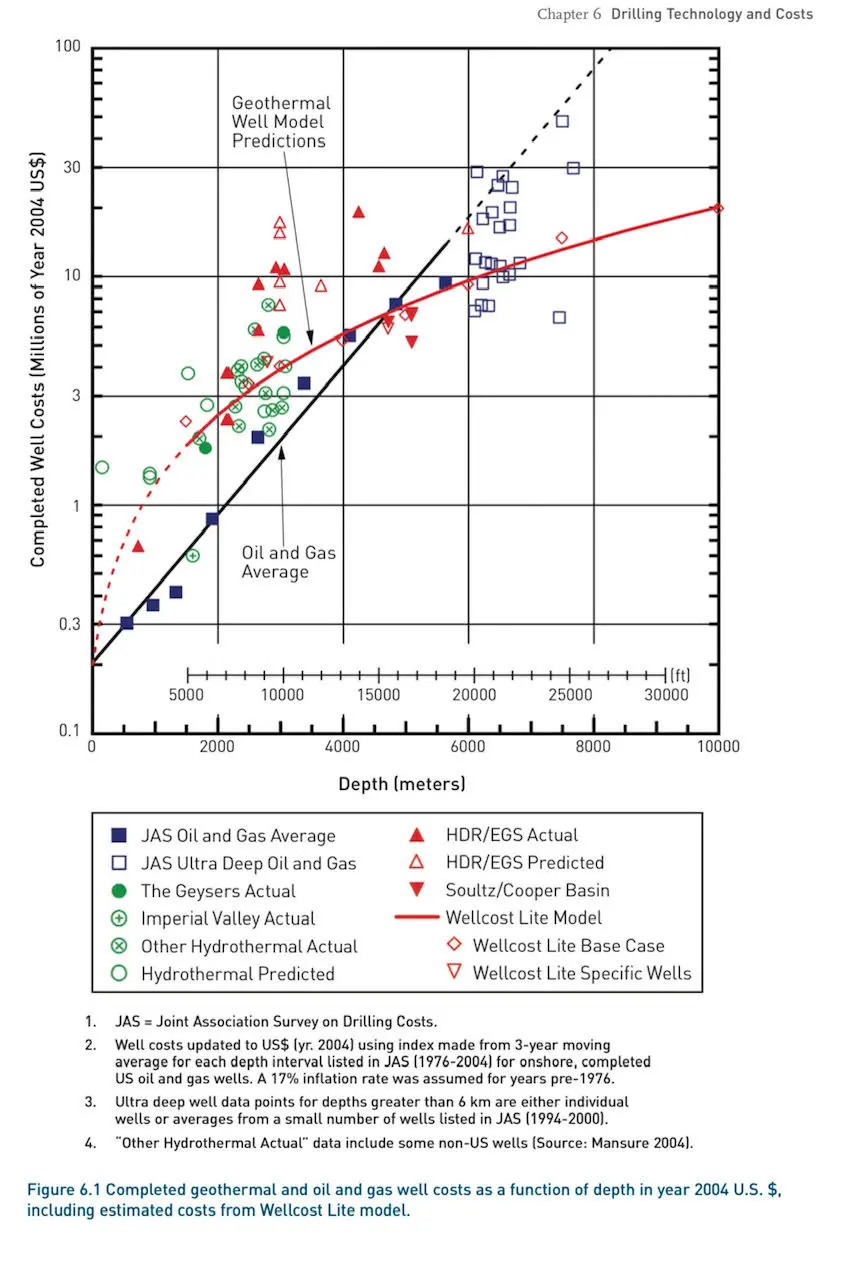 Chapter 6 Drilling Technology and Costs
100
30
10
3
1
0.3
0.1
Completed Well Costs (Millions of Year 2004 US$)
Geothermal
Well Model
Predictions
Oil and Gas
Average
(ft)
5000 10000 15000 20000 25000 30000
0 2000 4000 6000 8000 10000
Depth (meters)
JAS Oil and Gas Average
JAS Ultra Deep Oil and Gas
The Geysers Actual
Imperial Valley Actual
Other Hydrothermal Actual
Hydrothermal Predicted
HDR/EGS Actual
HDR/EGS Predicted
Soultz/Cooper Basin
Wellcost Lite Model
Wellcost Lite Base Case
Wellcost Lite Specific Wells
1. JAS = Joint Association Survey on Drilling Costs.
2. Well costs updated to US$ (yr. 2004) using index made from 3-year moving
average for each depth interval listed in JAS (1976-2004) for onshore, completed
US oil and gas wells. A 17% inflation rate was assumed for years pre-1976.
3. Ultra deep well data points for depths greater than 6 km are either individual
wells or averages from a small number of wells listed in JAS (1994-2000).
4. “Other Hydrothermal Actual” data include some non-US wells (Source: Mansure 2004).
Figure 6.1 Completed geothermal and oil and gas well costs as a function of depth in year 2004 U.S. $,
including estimated costs from Wellcost Lite model.